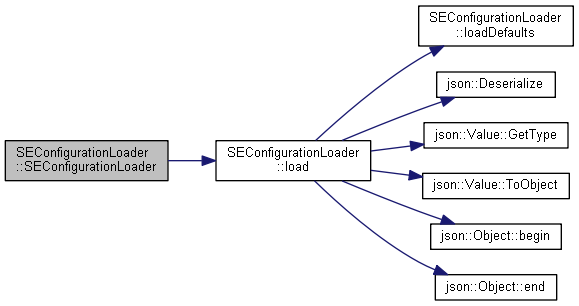 SEConfigurationLoader
::SEConfigurationLoader
SEConfigurationLoader
::load
SEConfigurationLoader
::loadDefaults
json::Deserialize
json::Value::GetType
json::Value::ToObject
json::Object::begin
json::Object::end